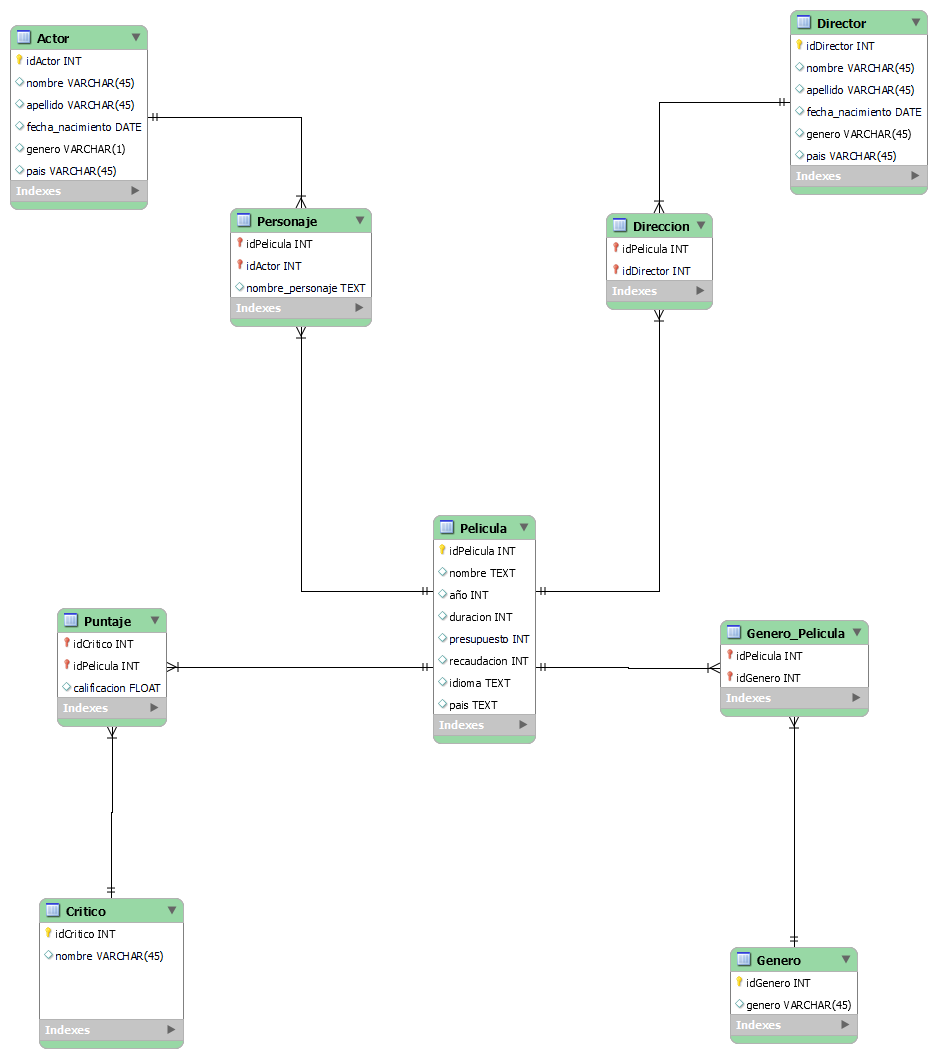 Actor
idActor INT
nombre VARCHAR(45)
apellido VARCHAR(45)
fecha_nacimiento DATE
genero VARCHAR(1)
pais VARCHAR(45)
Indexes
Director
idDirector INT
nombre VARCHAR(45)
apellido VARCHAR(45)
fecha_nacimiento DATE
genero VARCHAR(45)
pais VARCHAR(45)
Indexes
Personaje
idPelicula INT
idActor INT
nombre_personaje TEXT
Indexes
Direccion
idPelicula INT
idDirector INT
Indexes
Pelicula
idPelicula INT
nombre TEXT
año INT
duracion INT
presupuesto INT
recaudacion INT
idioma TEXT
pais TEXT
Indexes
Puntaje
idCritico INT
idPelicula INT
calificacion FLOAT
Indexes
Genero_Pelicula
idPelicula INT
idGenero INT
Indexes
Critico
idCritico INT
nombre VARCHAR(45)
Indexes
Genero
idGenero INT
genero VARCHAR(45)
Indexes